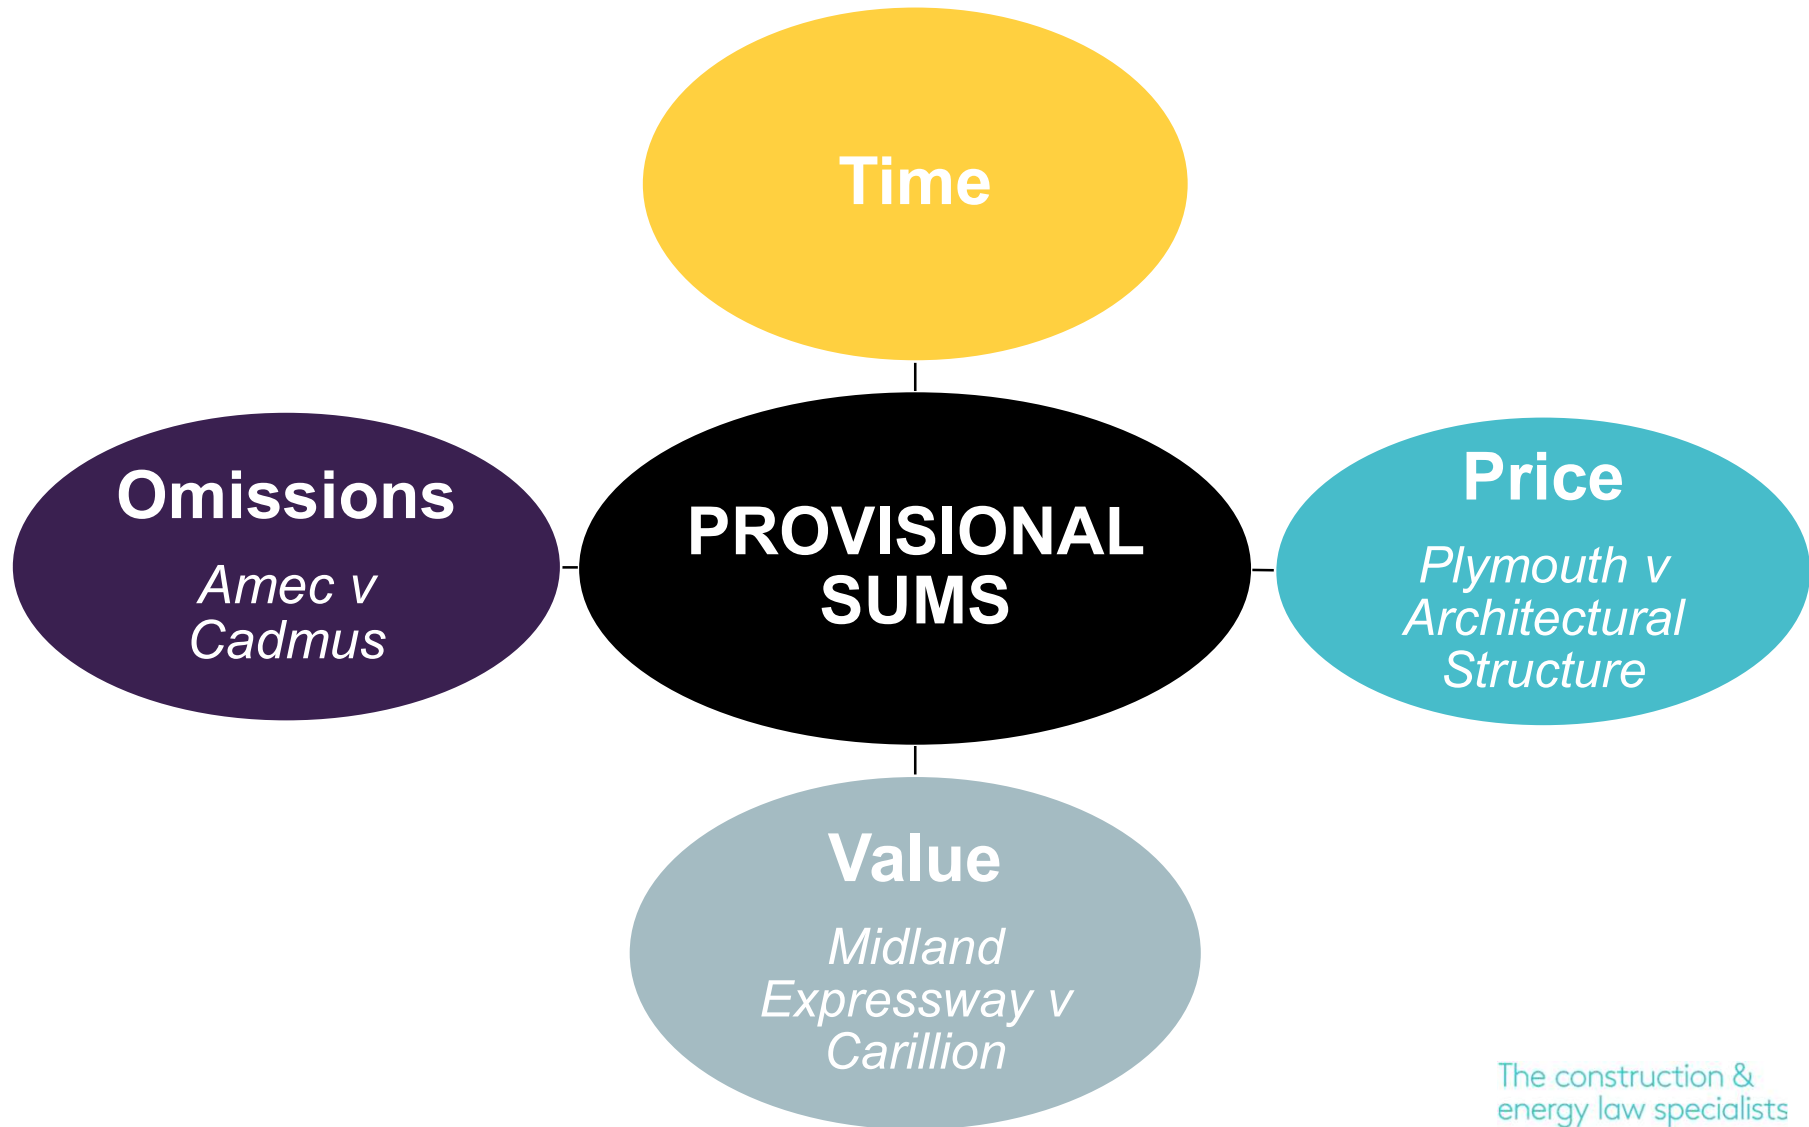 Time
Omissions
Amec v
Cadmus
PROVISIONAL
SUMS
Price
Plymouth v
Architectural
Structure
Value
Midland
Expressway v
Carillion
The construction &
energy law specialists